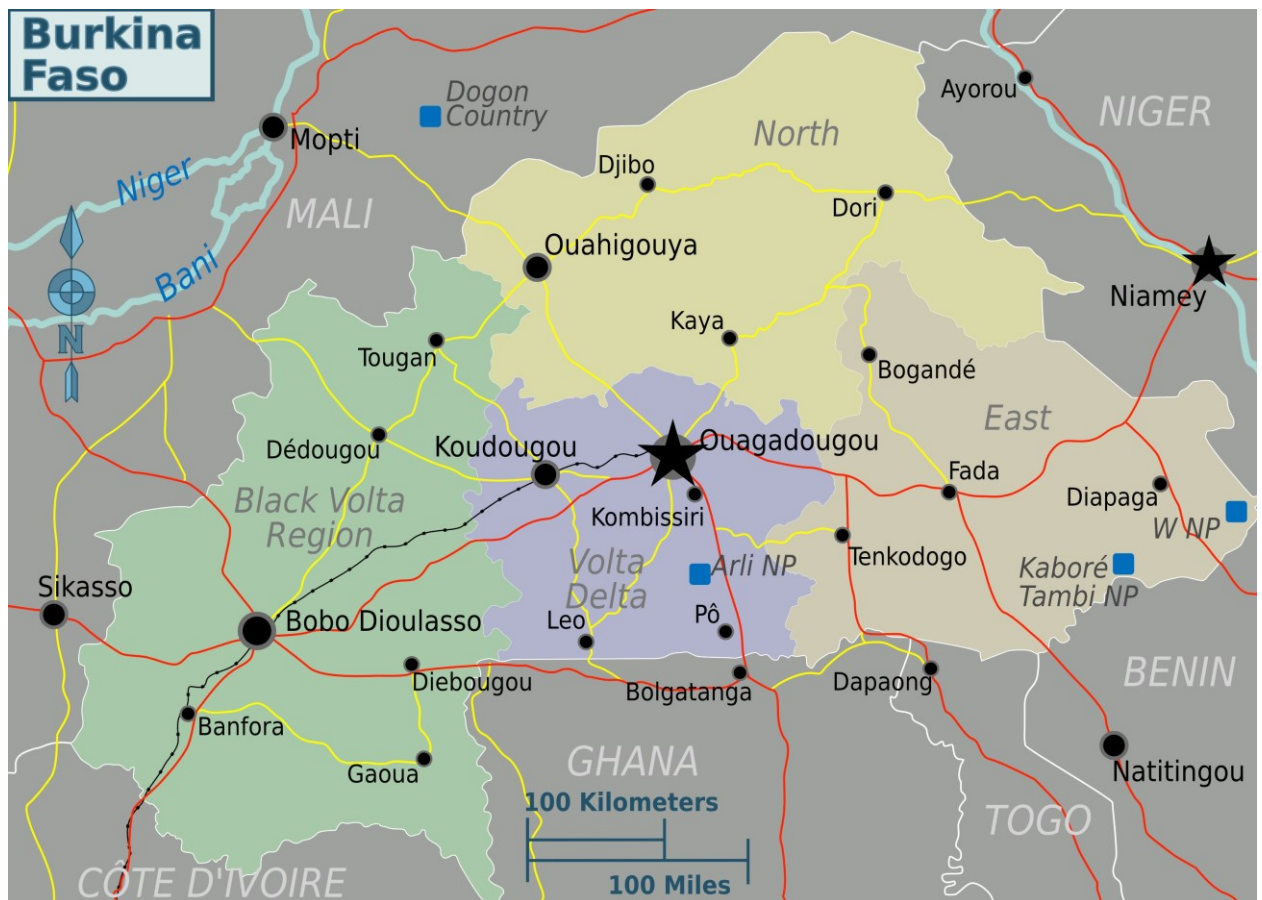 Burkina
Faso
Dogon
Country
Ayorou
NIGER
North
Mopti
Djibo
Niger
Dori
MALI
Ouahigouya
Bani
Niamey
N
Kaya
Tougan
Bogandé
East
Dédougou
Koudougou
Ouagadougou
Fada
Diapaga
Black Volta
Region
Kombissiri
W NP
Volta
Delta
Arli NP
Tenkodogo
Kaboré
Tambi NP
Sikasso
Bobo Dioulasso
Leo
Pô
Diebougou
Bolgatanga
Dapaong
BENIN
Banfora
Gaoua
GHANA
Natitingou
100 Kilometers
TOGO
100 Miles
CÔTE D'IVOIRE